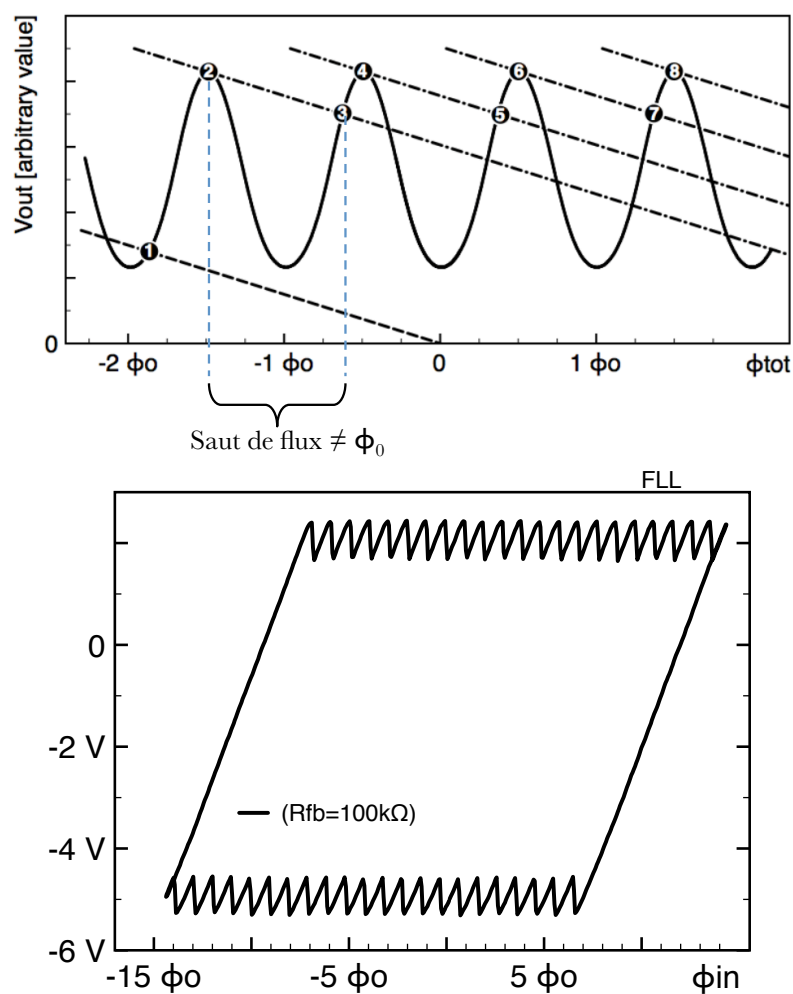 Vout [arbitrary value]
2 4 6 8
3 5 7
1
0
-2 ϕo -1 ϕo 0 1 ϕo ϕtot
Saut de flux ≠ ϕ₀
FLL
0
-2 V
(Rfb=100kΩ)
-4 V
-6 V
-15 ϕo -5 ϕo 5 ϕo ϕin